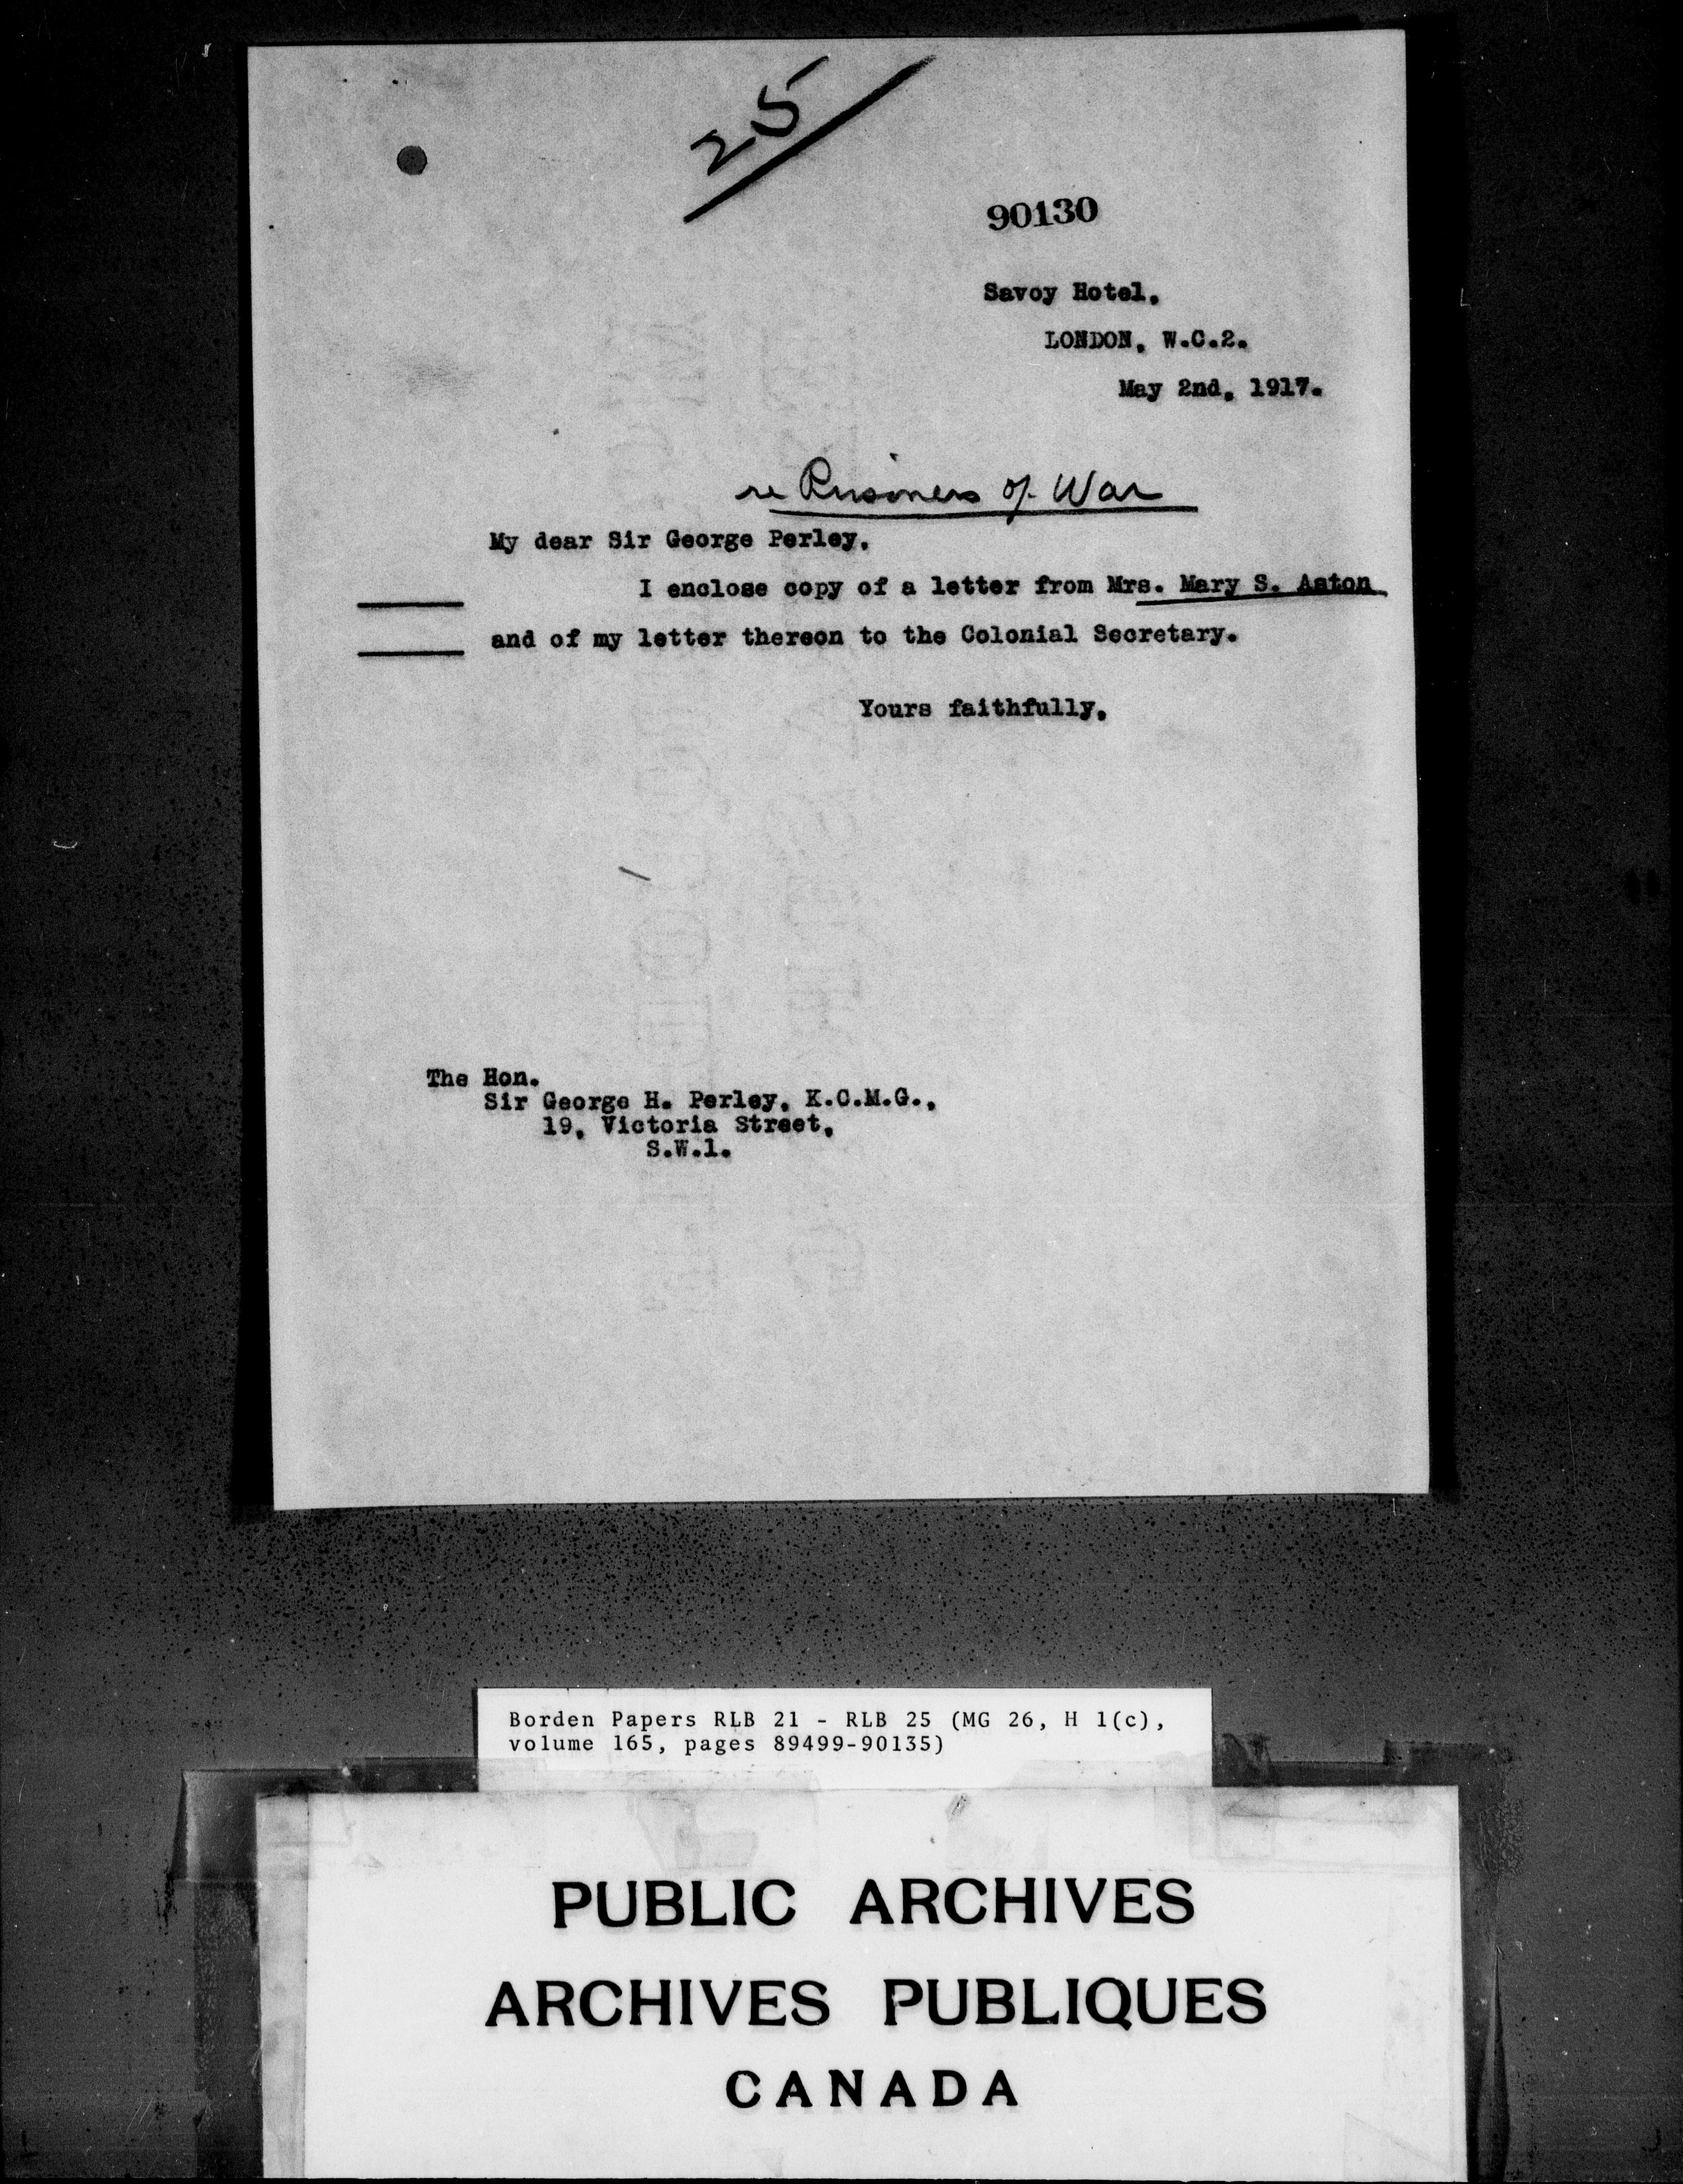 25
90130
Savoy Hotel,
LONDON, W.C.2.
May 2nd, 1917.
re Prisoners of War
My dear Sir George Perley,
I enclose copy of a letter from Mrs. Mary S. Aston
and of my letter thereon to the Colonial Secretary.
Yours faithfully,
The Hon.
Sir George H. Perley, K.C.M.G.,
19, Victoria Street,
S.W.1.
Borden Papers RLB 21 - RLB 25 (MG 26, H 1(c),
volume 165, pages 89499-90135)
PUBLIC ARCHIVES
ARCHIVES PUBLIQUES
CANADA